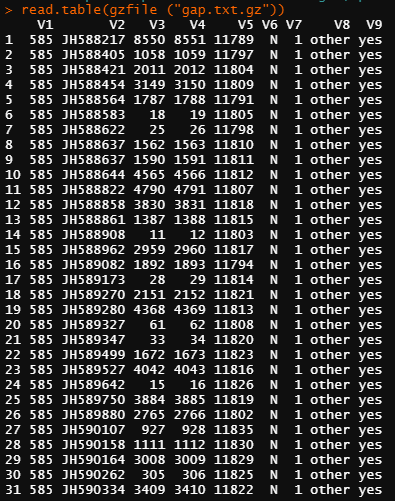 > read.table(gzfile ("gap.txt.gz"))
V1 V2 V3 V4 V5 V6 V7 V8 V9
1 585 JH588217 8550 8551 11789 N 1 other yes
2 585 JH588405 1058 1059 11797 N 1 other yes
3 585 JH588421 2011 2012 11804 N 1 other yes
4 585 JH588454 3149 3150 11809 N 1 other yes
5 585 JH588564 1787 1788 11791 N 1 other yes
6 585 JH588583 18 19 11805 N 1 other yes
7 585 JH588622 25 26 11798 N 1 other yes
8 585 JH588637 1562 1563 11810 N 1 other yes
9 585 JH588637 1590 1591 11811 N 1 other yes
10 585 JH588644 4565 4566 11812 N 1 other yes
11 585 JH588822 4790 4791 11807 N 1 other yes
12 585 JH588858 3830 3831 11818 N 1 other yes
13 585 JH588861 1387 1388 11815 N 1 other yes
14 585 JH588908 11 12 11803 N 1 other yes
15 585 JH588962 2959 2960 11817 N 1 other yes
16 585 JH589082 1892 1893 11794 N 1 other yes
17 585 JH589173 28 29 11814 N 1 other yes
18 585 JH589270 2151 2152 11821 N 1 other yes
19 585 JH589280 4368 4369 11813 N 1 other yes
20 585 JH589327 61 62 11808 N 1 other yes
21 585 JH589347 33 34 11820 N 1 other yes
22 585 JH589499 1672 1673 11823 N 1 other yes
23 585 JH589527 4042 4043 11816 N 1 other yes
24 585 JH589642 15 16 11826 N 1 other yes
25 585 JH589750 3884 3885 11819 N 1 other yes
26 585 JH589880 2765 2766 11802 N 1 other yes
27 585 JH590107 927 928 11835 N 1 other yes
28 585 JH590158 1111 1112 11830 N 1 other yes
29 585 JH590164 3008 3009 11829 N 1 other yes
30 585 JH590262 305 306 11825 N 1 other yes
31 585 JH590334 3409 3410 11822 N 1 other yes